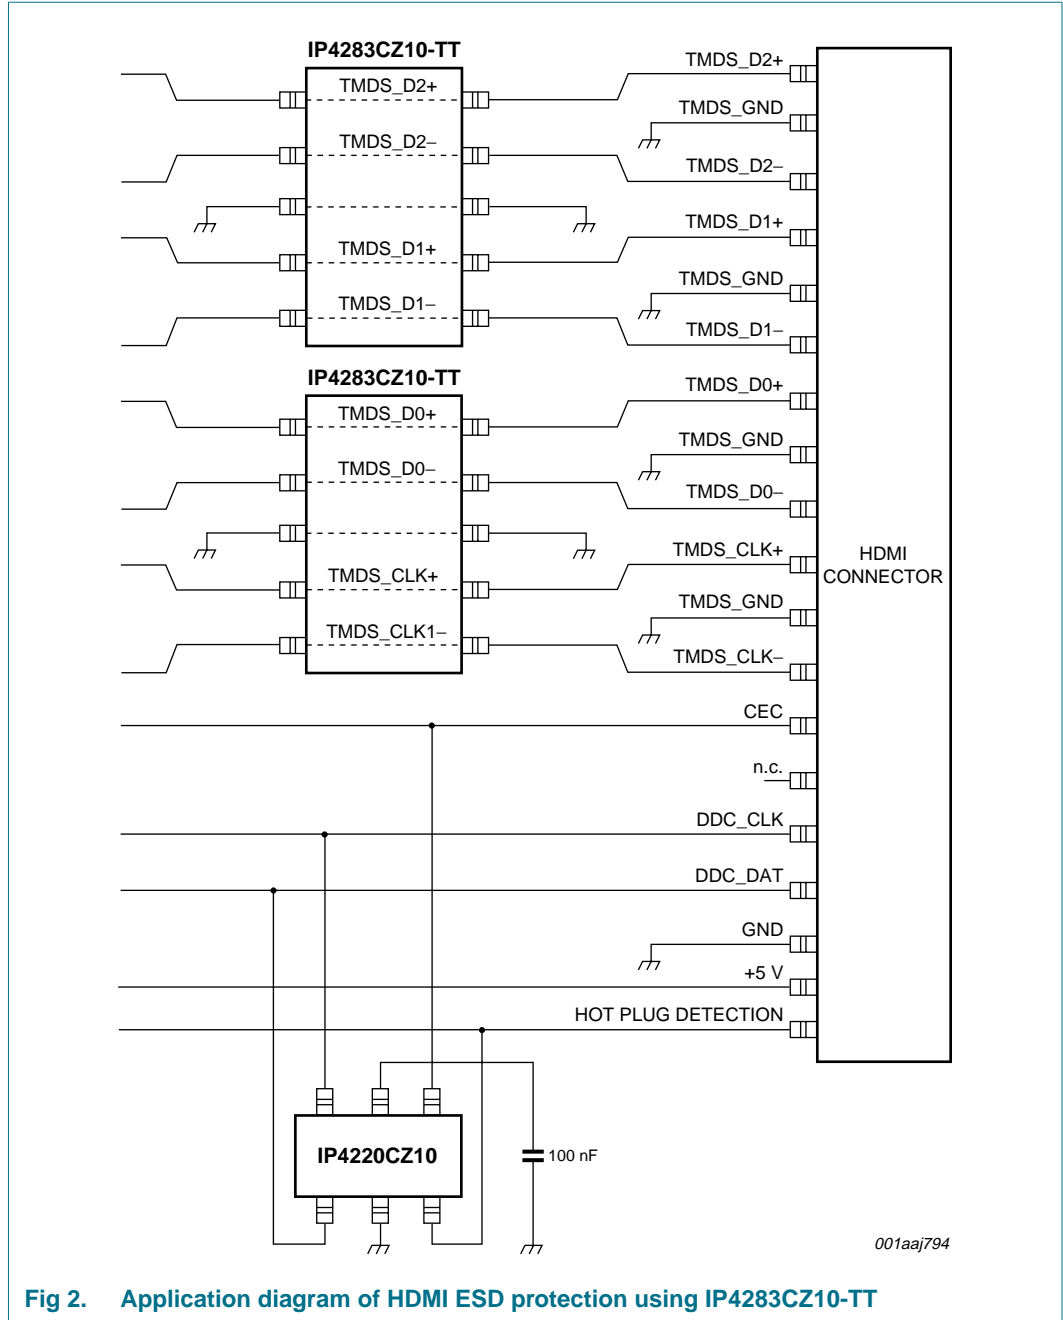 IP4283CZ10-TT
TMDS_D2+
TMDS_D2+
TMDS_GND
TMDS_D2−
TMDS_D2−
TMDS_D1+
TMDS_D1+
TMDS_GND
TMDS_D1−
TMDS_D1−
IP4283CZ10-TT
TMDS_D0+
TMDS_D0+
TMDS_GND
TMDS_D0−
TMDS_D0−
TMDS_CLK+
TMDS_CLK+
TMDS_GND
TMDS_CLK1−
TMDS_CLK−
HDMI
CONNECTOR
CEC
n.c.
DDC_CLK
DDC_DAT
GND
+5 V
HOT PLUG DETECTION
IP4220CZ10
100 nF
001aaj794
Fig 2. Application diagram of HDMI ESD protection using IP4283CZ10-TT